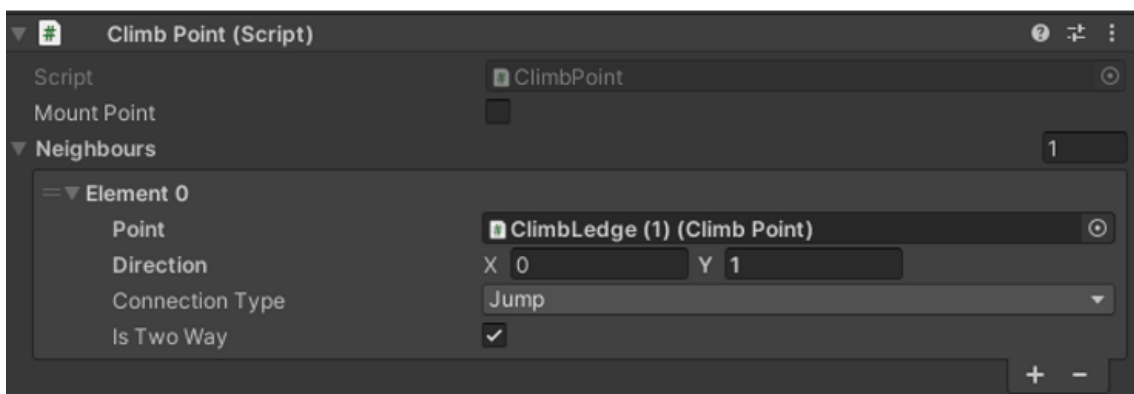 # Climb Point (Script)
Script # ClimbPoint
Mount Point
Neighbours 1
Element 0
Point # ClimbLedge (1) (Climb Point)
Direction X 0 Y 1
Connection Type Jump
Is Two Way